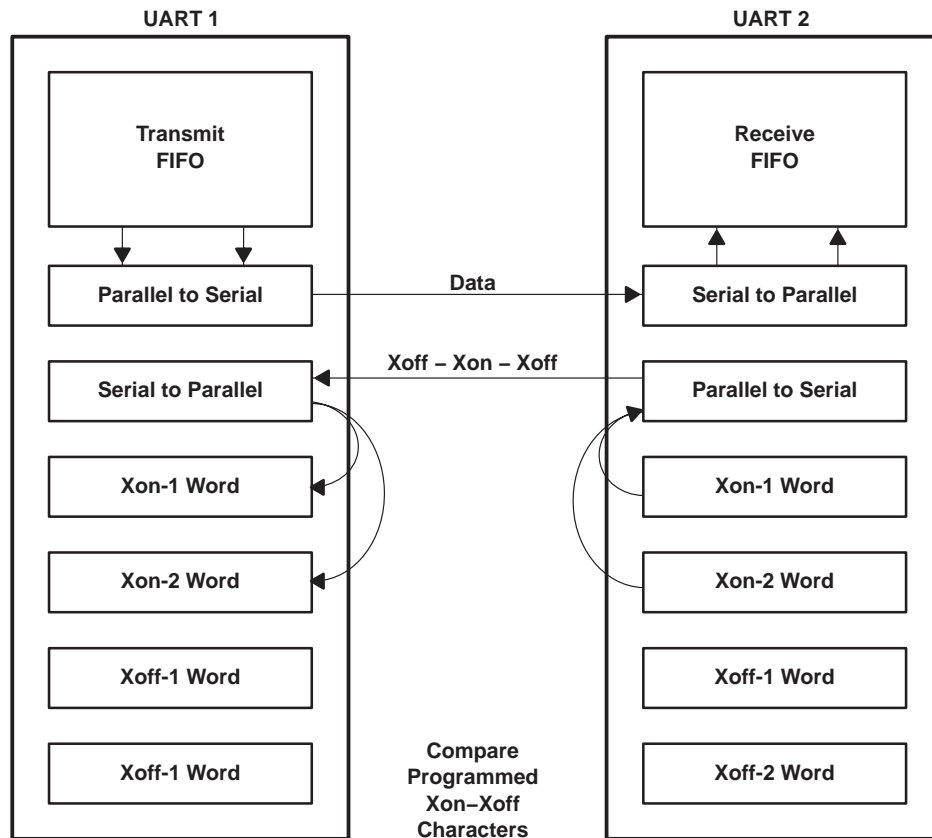 UART 1
UART 2
Transmit
FIFO
Receive
FIFO
Parallel to Serial
Data
Serial to Parallel
Serial to Parallel
Xoff – Xon – Xoff
Parallel to Serial
Xon-1 Word
Xon-1 Word
Xon-2 Word
Xon-2 Word
Xoff-1 Word
Xoff-1 Word
Xoff-1 Word
Compare
Programmed
Xon–Xoff
Characters
Xoff-2 Word